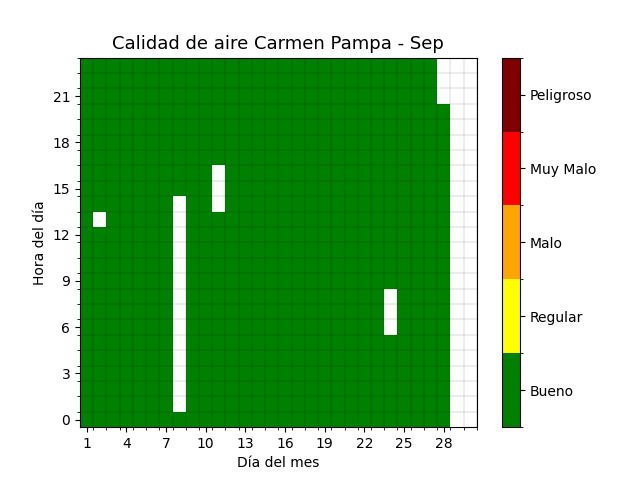 Calidad de aire Carmen Pampa - Sep
Hora del día
21
18
15
12
9
6
3
0
1 4 7 10 13 16 19 22 25 28
Día del mes
Peligroso
Muy Malo
Malo
Regular
Bueno